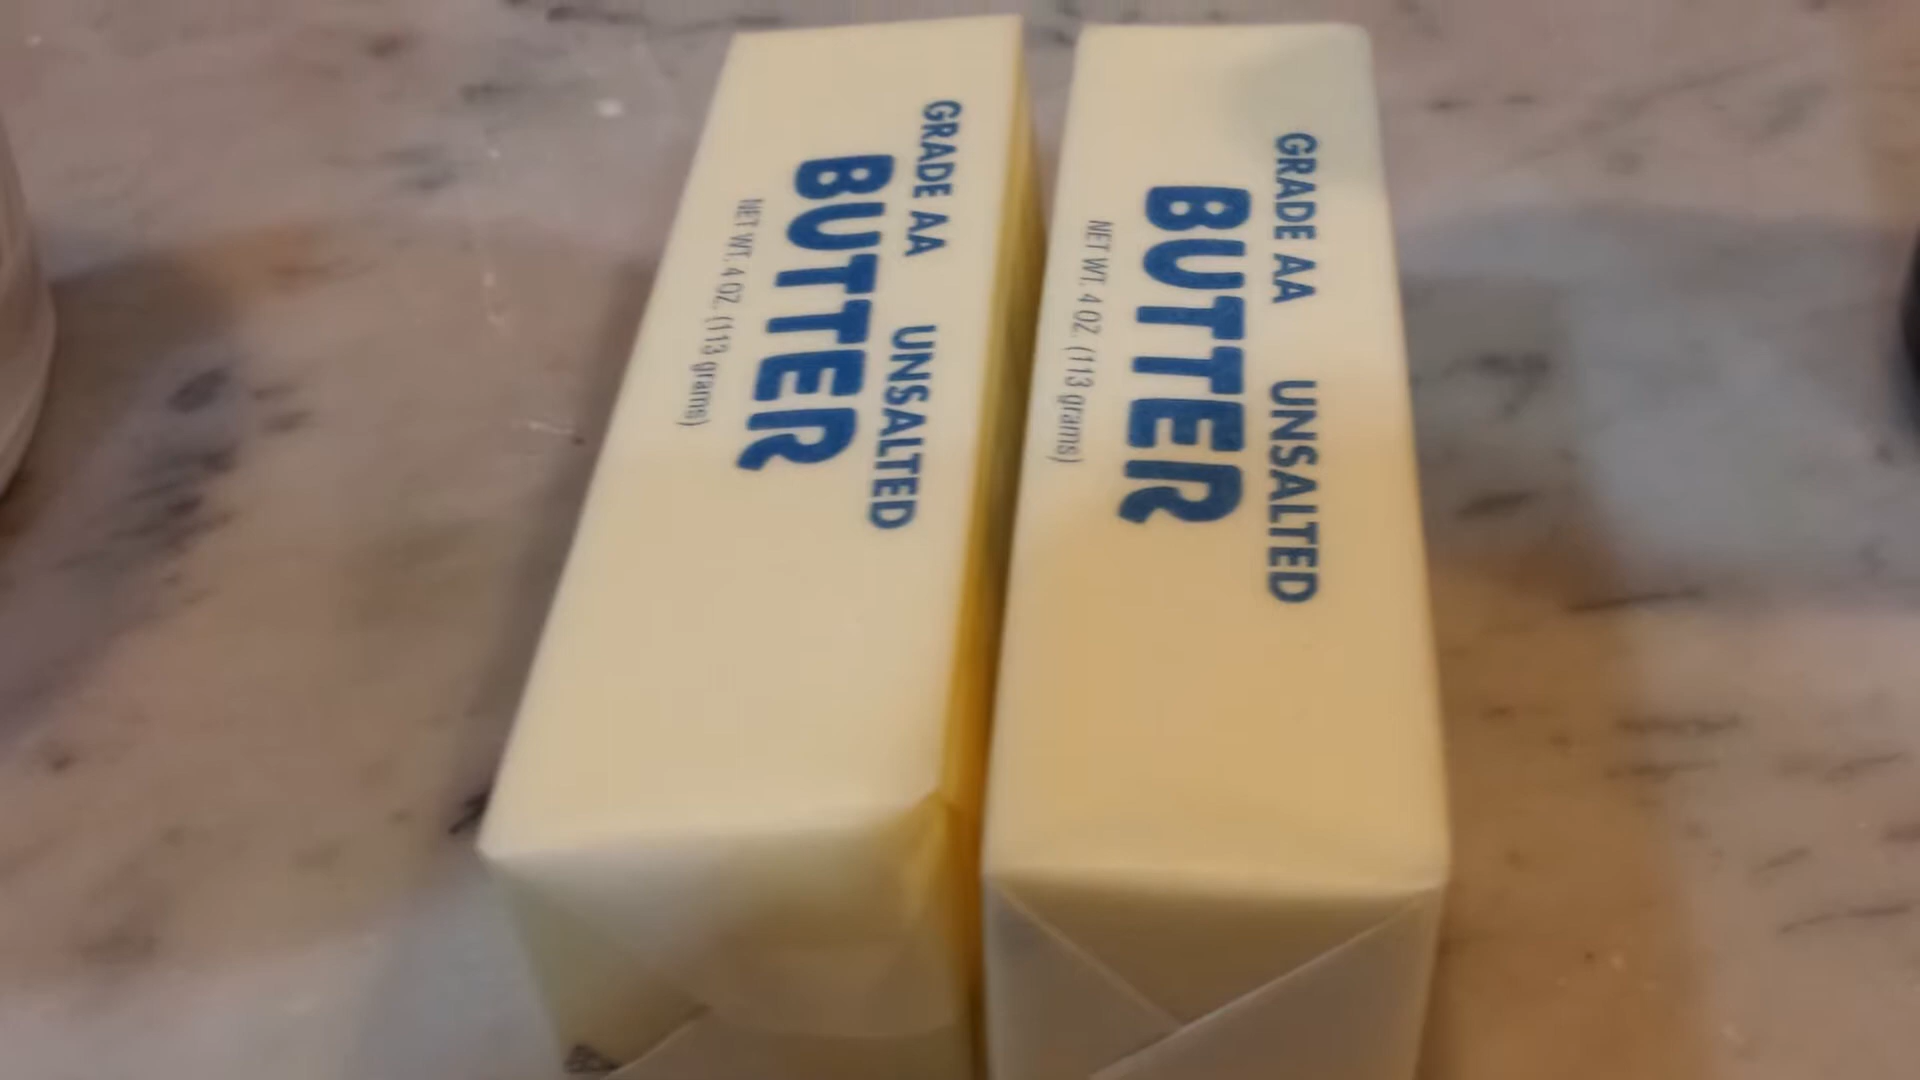 GRADE AA UNSALTED
BUTTER
NET WT. 4 OZ. (113 grams)
GRADE AA UNSALTED
BUTTER
NET WT. 4 OZ. (113 grams)